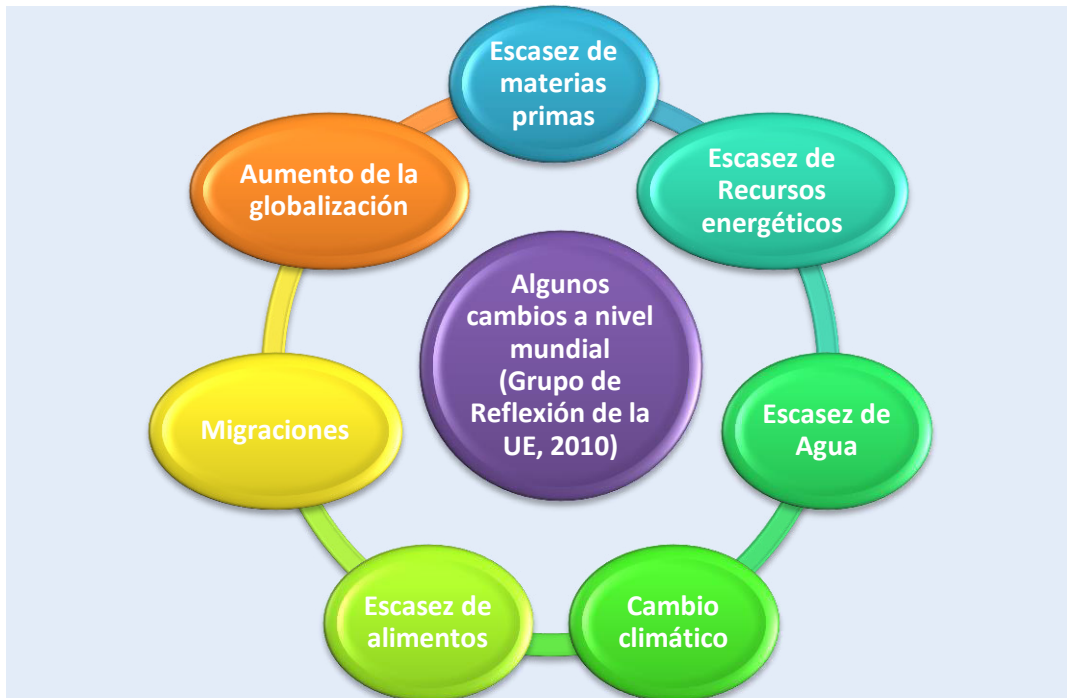 Escasez de
materias
primas
Escasez de
Recursos
energéticos
Escasez de
Agua
Cambio
climático
Escasez de
alimentos
Migraciones
Aumento de la
globalización
Algunos
cambios a nivel
mundial
(Grupo de
Reflexión de la
UE, 2010)